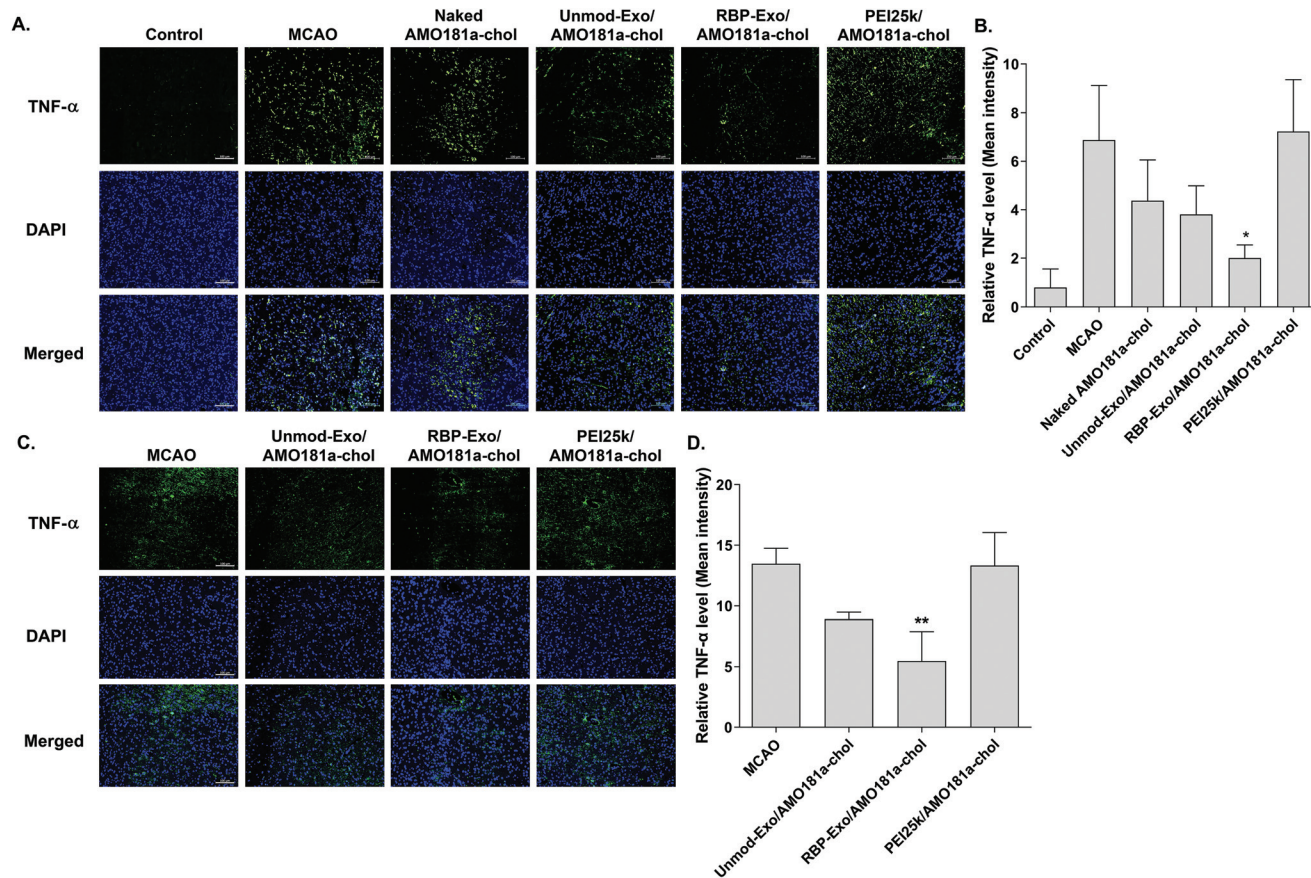 A.
Control
MCAO
Naked
AMO181a-chol
Unmod-Exo/
AMO181a-chol
RBP-Exo/
AMO181a-chol
PEI25k/
AMO181a-chol
TNF-α
DAPI
Merged
B.
Relative TNF-α level (Mean intensity)
10
8
6
4
2
0
*
Control
MCAO
Naked AMO181a-chol
Unmod-Exo/AMO181a-chol
RBP-Exo/AMO181a-chol
PEI25k/AMO181a-chol
C.
MCAO
Unmod-Exo/
AMO181a-chol
RBP-Exo/
AMO181a-chol
PEI25k/
AMO181a-chol
TNF-α
DAPI
Merged
D.
Relative TNF-α level (Mean intensity)
20
15
10
5
0
**
MCAO
Unmod-Exo/AMO181a-chol
RBP-Exo/AMO181a-chol
PEI25k/AMO181a-chol